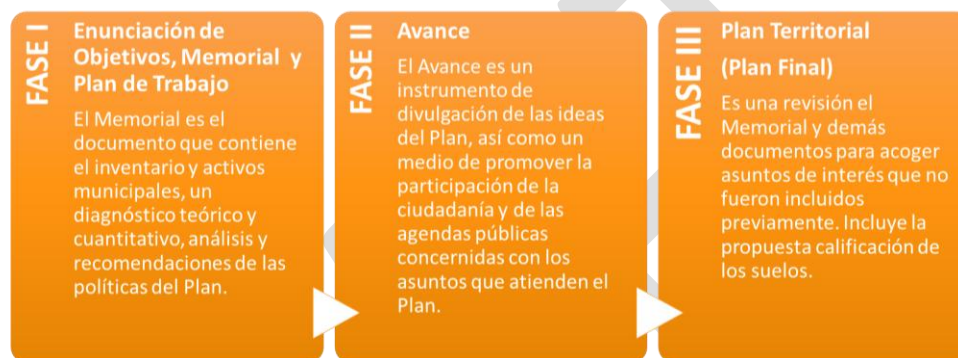 FASE I
Enunciación de
Objetivos, Memorial y
Plan de Trabajo
El Memorial es el
documento que contiene
el inventario y activos
municipales, un
diagnóstico teórico y
cuantitativo, análisis y
recomendaciones de las
políticas del Plan.
FASE II
Avance
El Avance es un
instrumento de
divulgación de las ideas
del Plan, así como un
medio de promover la
participación de la
ciudadanía y de las
agendas públicas
concernidas con los
asuntos que atienden el
Plan.
FASE III
Plan Territorial
(Plan Final)
Es una revisión el
Memorial y demás
documentos para acoger
asuntos de interés que no
fueron incluidos
previamente. Incluye la
propuesta calificación de
los suelos.